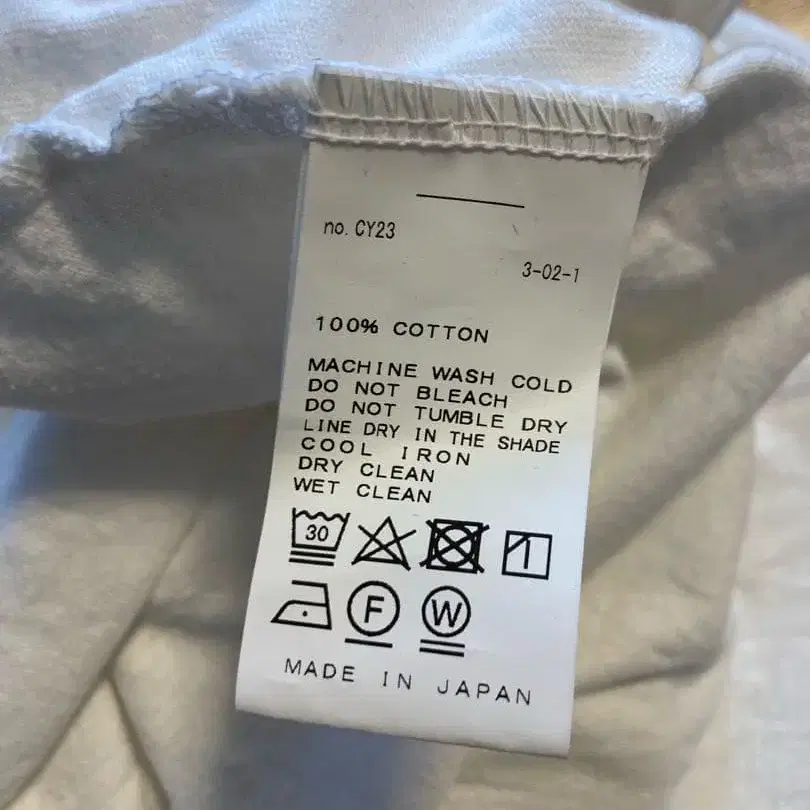 no. CY23
3-02-1
100% COTTON
MACHINE WASH COLD
DO NOT BLEACH
DO NOT TUMBLE DRY
LINE DRY IN THE SHADE
COOL IRON
DRY CLEAN
WET CLEAN
30
F W
MADE IN JAPAN